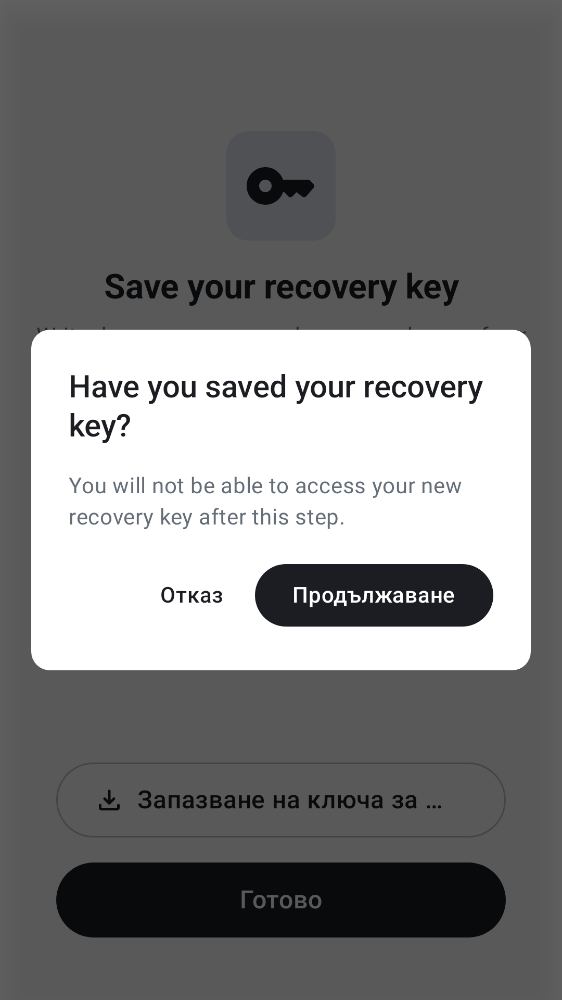 Save your recovery key
Have you saved your recovery
key?
You will not be able to access your new
recovery key after this step.
Отказ
Продължаване
Запазване на ключа за ...
Готово